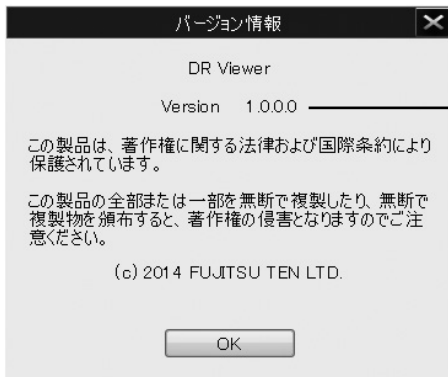 バージョン情報
DR Viewer
Version 1.0.0.0
この製品は、著作権に関する法律および国際条約により
保護されています。
この製品の全部または一部を無断で複製したり、無断で
複製物を頒布すると、著作権の侵害となりますのでご注
意ください。
(c) 2014 FUJITSU TEN LTD.
OK